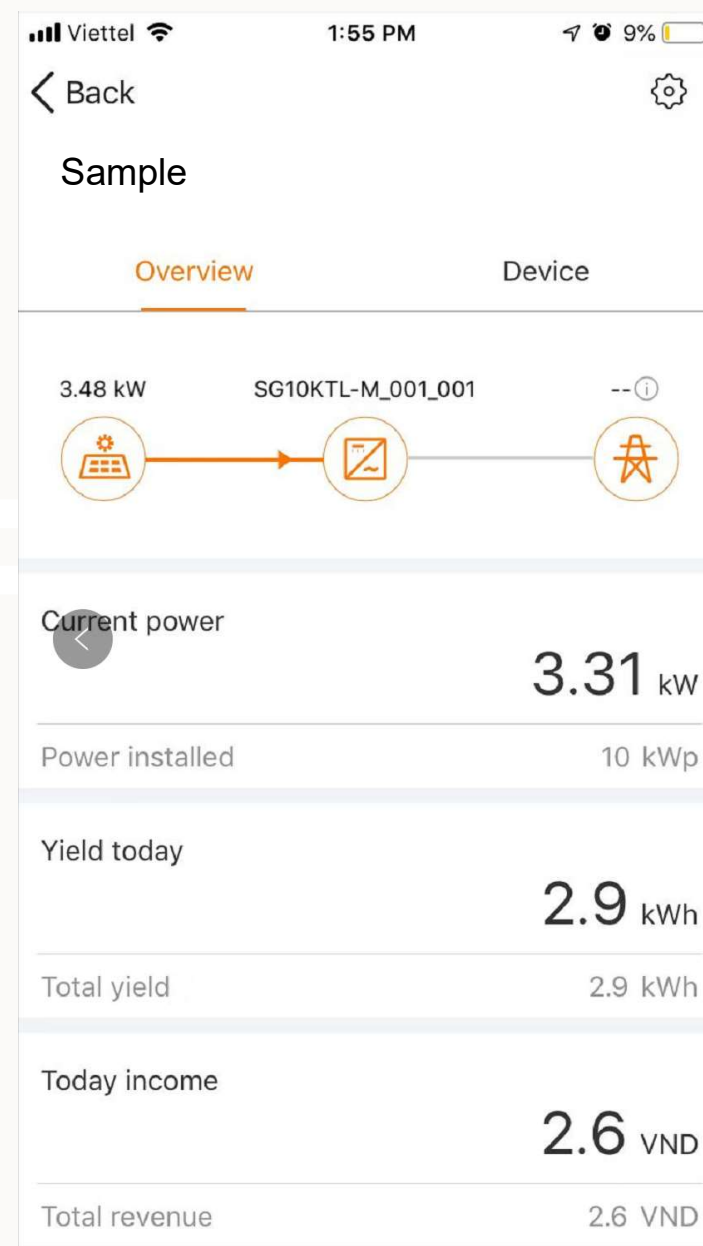 Viettel 1:55 PM 9%
Back
Sample
Overview Device
3.48 kW SG10KTL-M_001_001 --
Current power
3.31 kW
Power installed 10 kWp
Yield today
2.9 kWh
Total yield 2.9 kWh
Today income
2.6 VND
Total revenue 2.6 VND